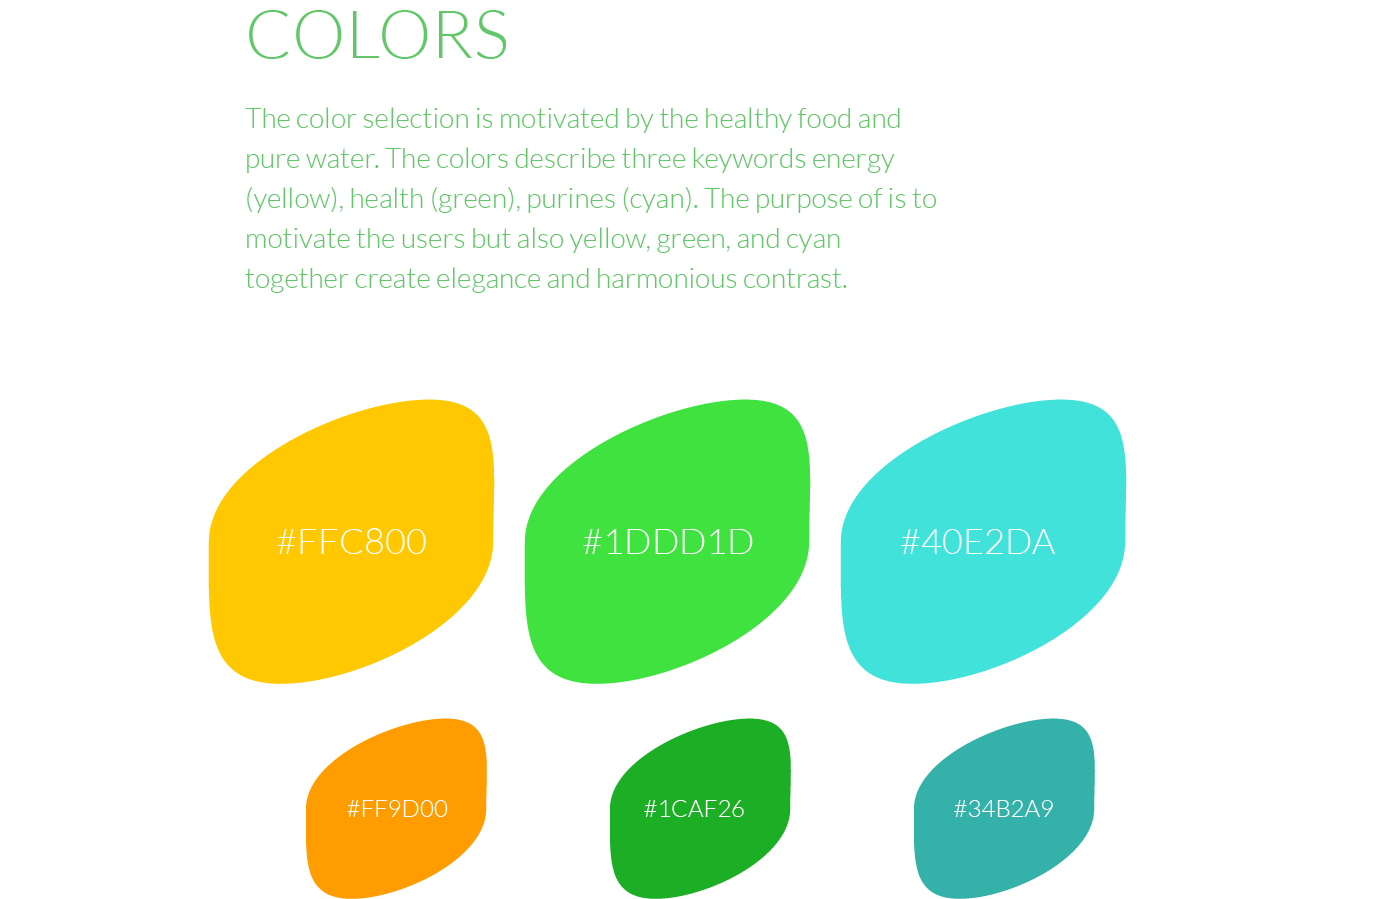 COLORS
The color selection is motivated by the healthy food and
pure water. The colors describe three keywords energy
(yellow), health (green), purines (cyan). The purpose of is to
motivate the users but also yellow, green, and cyan
together create elegance and harmonious contrast.
#FFC800
#1DDD1D
#40E2DA
#FF9D00
#1CAF26
#34B2A9